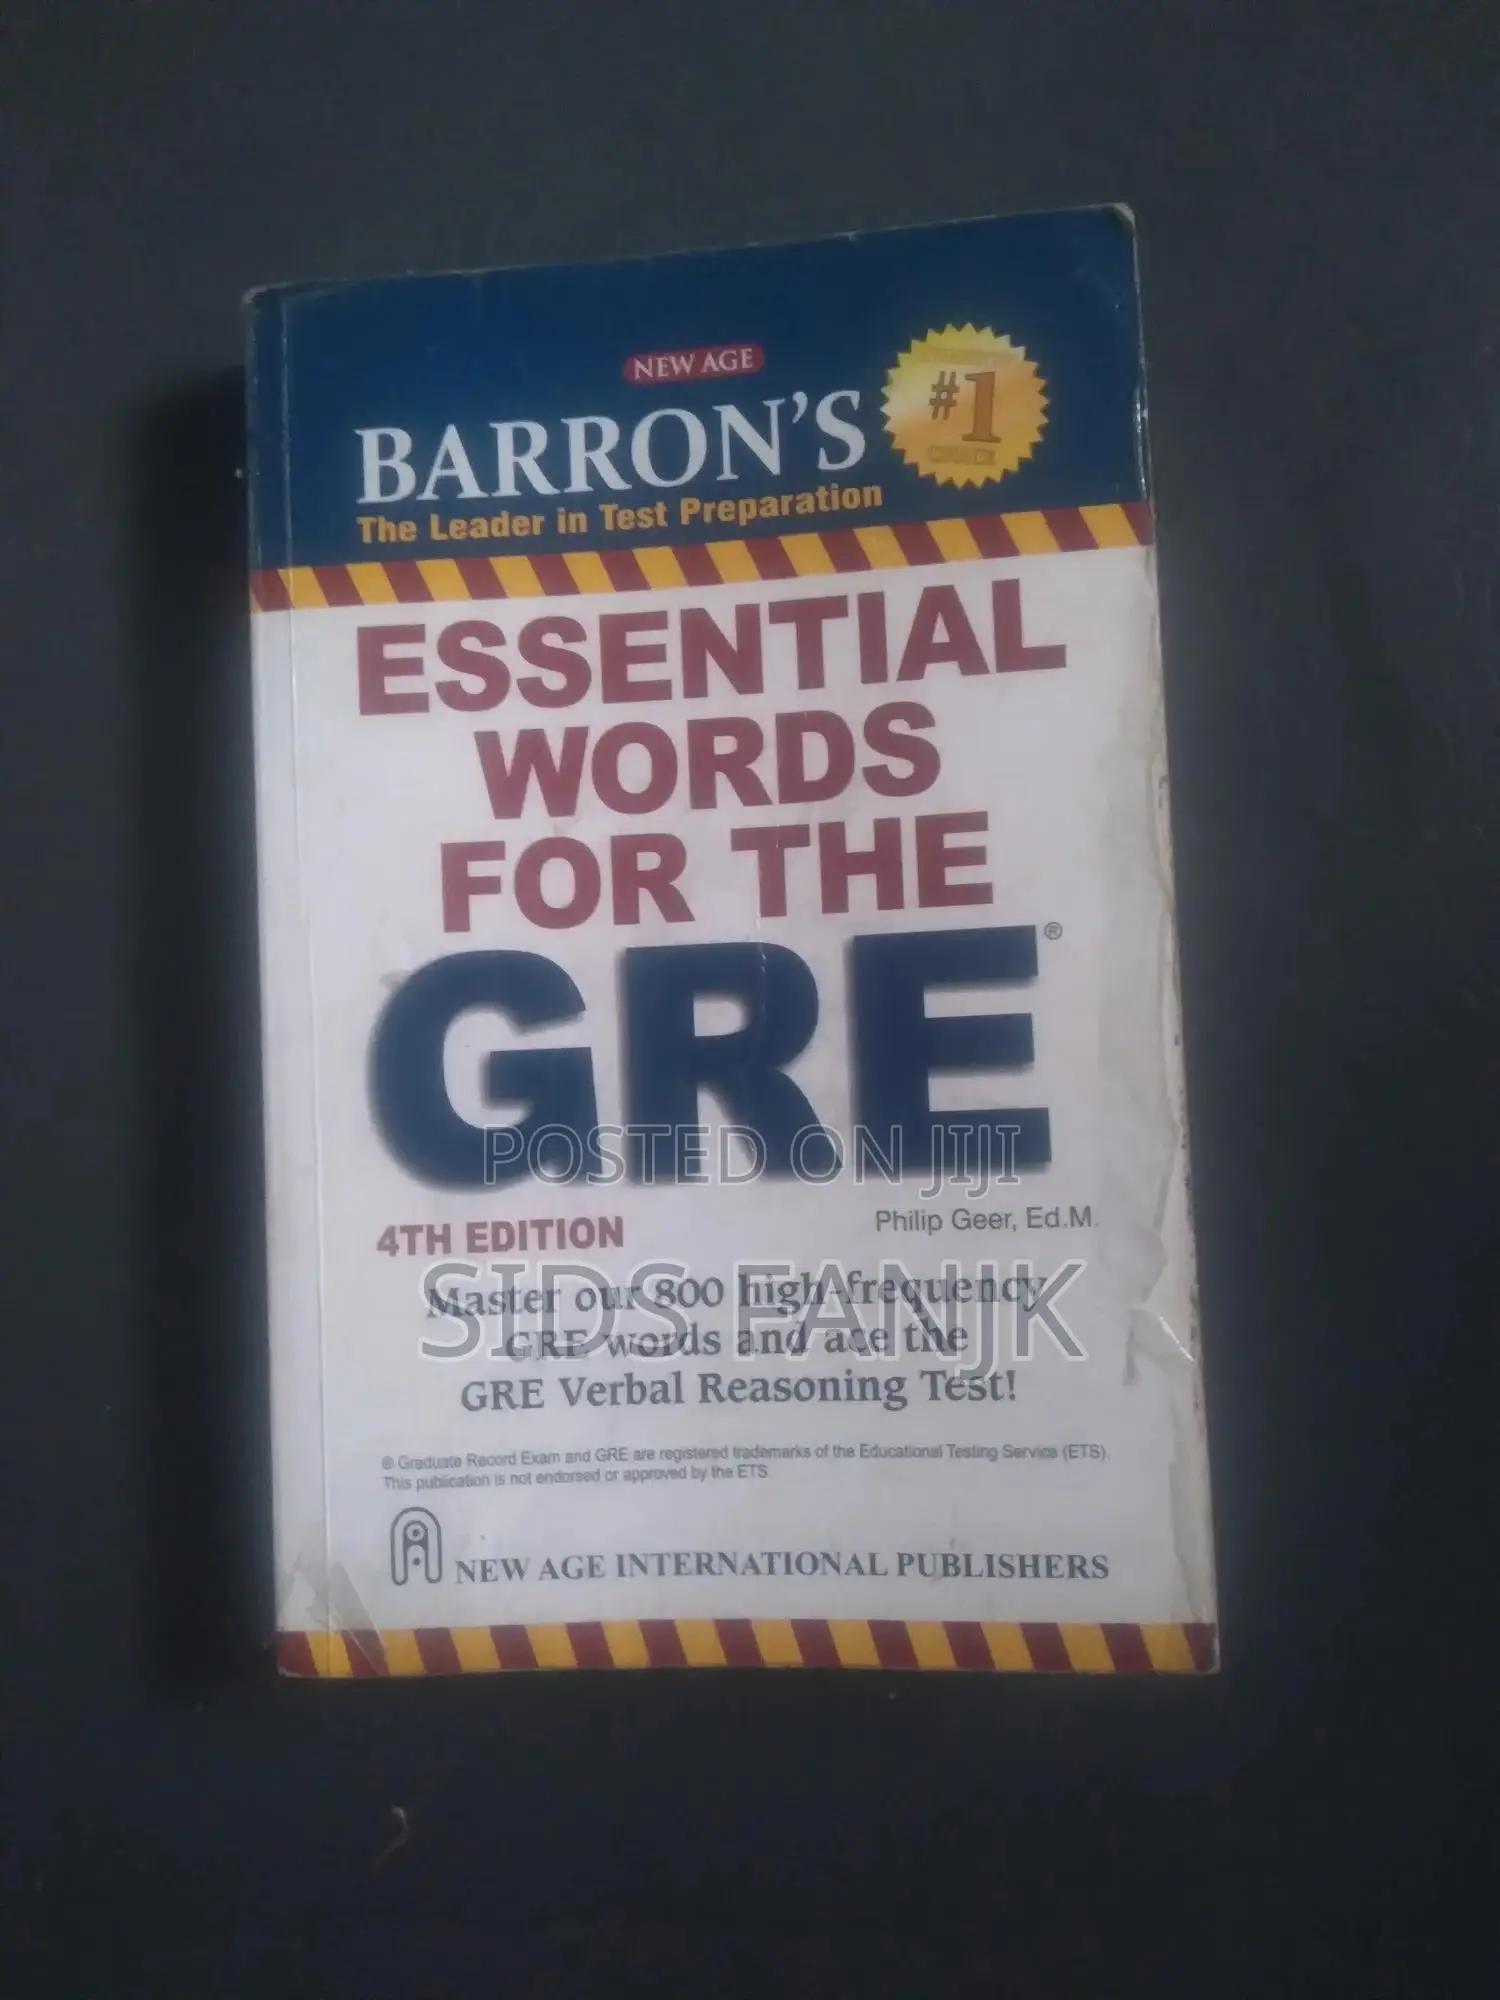 NEW AGE
BARRON'S
#1
The Leader in Test Preparation
ESSENTIAL
WORDS
FOR THE
GRE®
POSTED ON JIJI
Philip Geer, Ed.M.
4TH EDITION
SIDS FANJK
Master our 800 high-frequency
GRE words and ace the
GRE Verbal Reasoning Test!
® Graduate Record Exam and GRE are registered trademarks of the Educational Testing Service (ETS).
This publication is not endorsed or approved by the ETS.
NEW AGE INTERNATIONAL PUBLISHERS